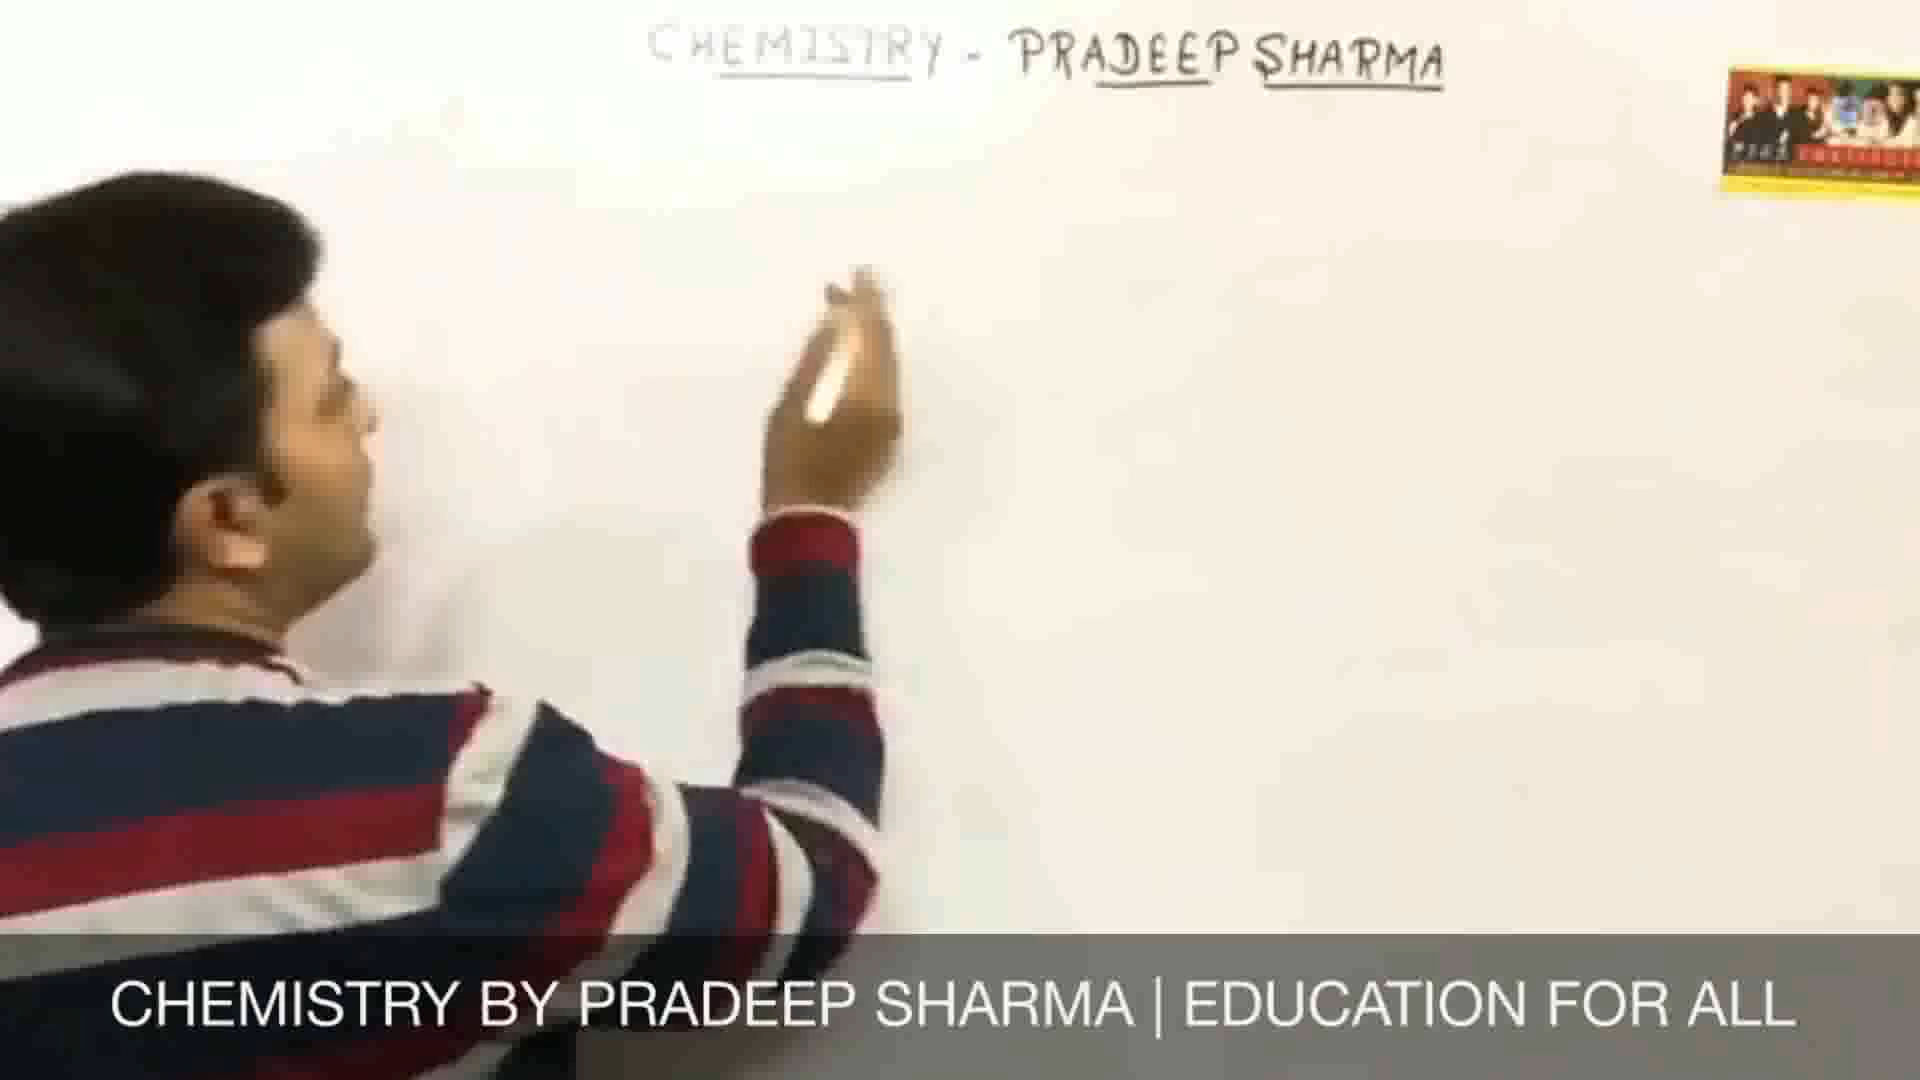 CHEMISTRY - PRADEEP SHARMA
CHEMISTRY BY PRADEEP SHARMA | EDUCATION FOR ALL